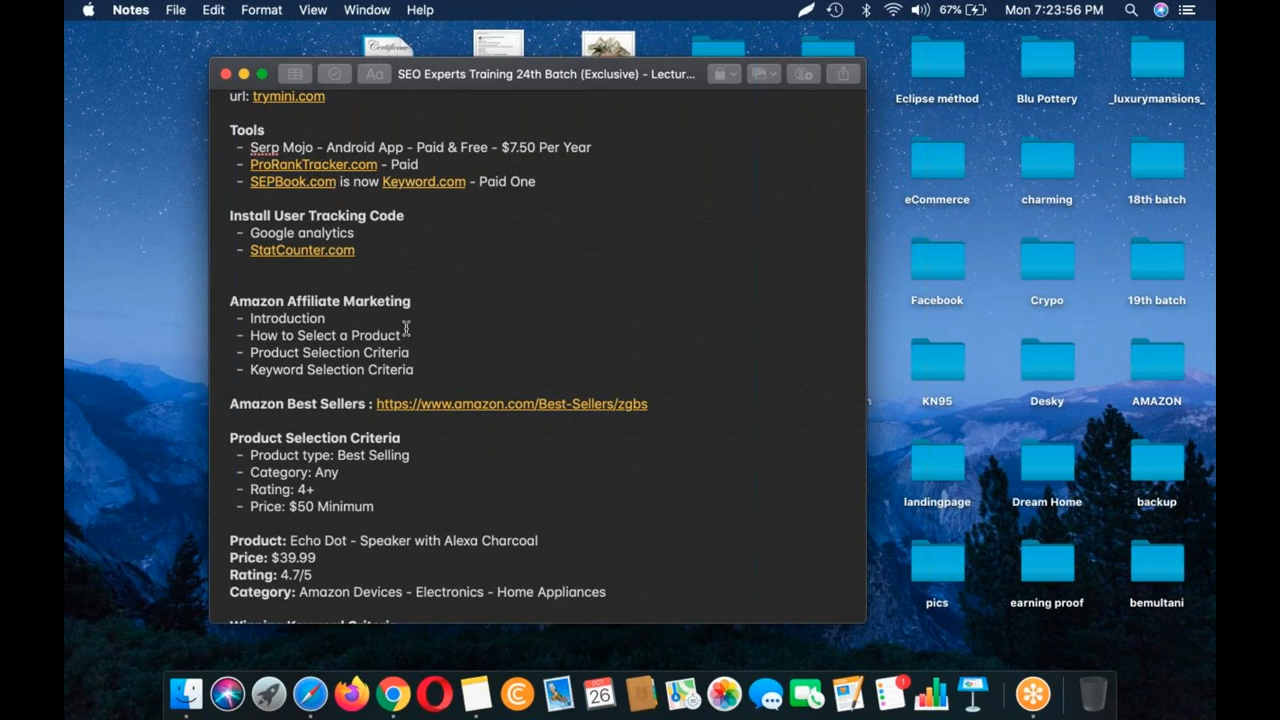 Notes File Edit Format View Window Help 67% Mon 7:23:56 PM
Certificate
Aa SEO Experts Training 24th Batch (Exclusive) - Lectur...
url: trymini.com
Tools
- Serp Mojo - Android App - Paid & Free - $7.50 Per Year
- ProRankTracker.com - Paid
- SEPBook.com is now Keyword.com - Paid One
Install User Tracking Code
- Google analytics
- StatCounter.com
Amazon Affiliate Marketing
- Introduction
- How to Select a Product
- Product Selection Criteria
- Keyword Selection Criteria
Amazon Best Sellers : https://www.amazon.com/Best-Sellers/zgbs
Product Selection Criteria
- Product type: Best Selling
- Category: Any
- Rating: 4+
- Price: $50 Minimum
Product: Echo Dot - Speaker with Alexa Charcoal
Price: $39.99
Rating: 4.7/5
Category: Amazon Devices - Electronics - Home Appliances
Winning Keyword Criteria
Eclipse method Blu Pottery _luxurymansions_
eCommerce charming 18th batch
Facebook Crypo 19th batch
KN95 Desky AMAZON
landingpage Dream Home backup
pics earning proof bemultani
OCT
26
1